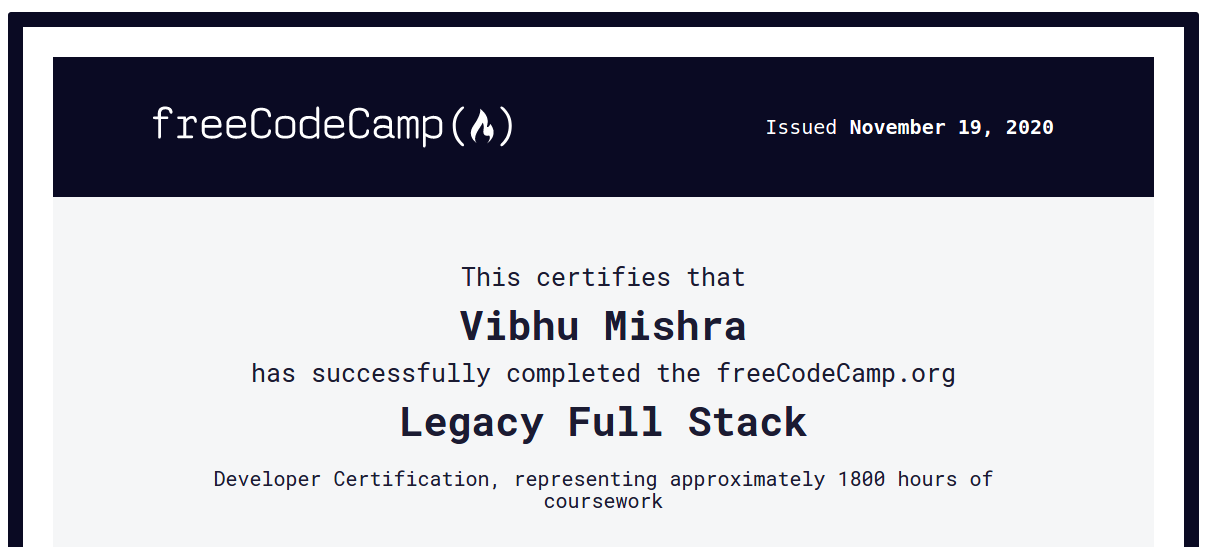 freeCodeCamp(🔥)
Issued November 19, 2020
This certifies that
Vibhu Mishra
has successfully completed the freeCodeCamp.org
Legacy Full Stack
Developer Certification, representing approximately 1800 hours of
coursework